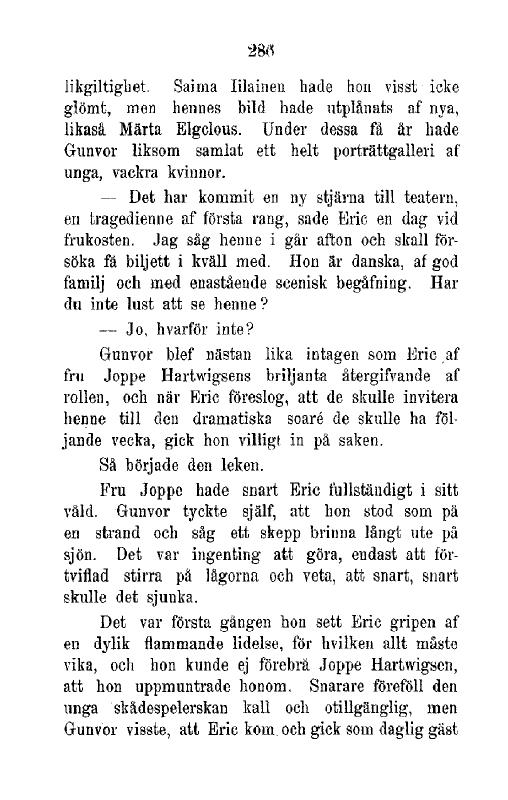 286
likgiltighet. Saima Iilainen hade hon visst icke
glömt, men hennes bild hade utplånats af nya,
likaså Märta Elgclous. Under dessa få år hade
Gunvor liksom samlat ett helt porträttgalleri af
unga, vackra kvinnor.
— Det har kommit en ny stjärna till teatern,
en tragedienne af första rang, sade Eric en dag vid
frukosten. Jag såg henne i går afton och skall för-
söka få biljett i kväll med. Hon är danska, af god
familj och med enastående scenisk begåfning. Har
du inte lust att se henne?
— Jo, hvarför inte?
Gunvor blef nästan lika intagen som Eric af
fru Joppe Hartwigsens briljanta återgifvande af
rollen, och när Eric föreslog, att de skulle invitera
henne till den dramatiska soaré de skulle ha föl-
jande vecka, gick hon villigt in på saken.
Så började den leken.
Fru Joppe hade snart Eric fullständigt i sitt
våld. Gunvor tyckte själf, att hon stod som på
en strand och såg ett skepp brinna långt ute på
sjön. Det var ingenting att göra, endast att för-
tviflad stirra på lågorna och veta, att snart, snart
skulle det sjunka.
Det var första gången hon sett Eric gripen af
en dylik flammande lidelse, för hvilken allt måste
vika, och hon kunde ej förebrå Joppe Hartwigsen,
att hon uppmuntrade honom. Snarare föreföll den
unga skådespelerskan kall och otillgänglig, men
Gunvor visste, att Eric kom och gick som daglig gäst